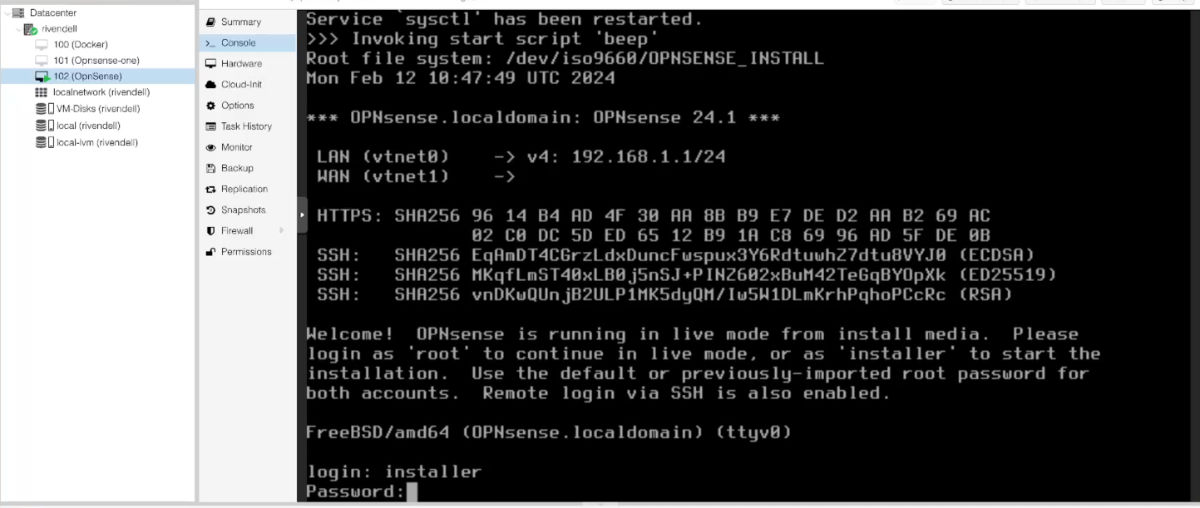 Datacenter
rivendell
100 (Docker)
101 (Opnsense-one)
102 (OpnSense)
localnetwork (rivendell)
VM-Disks (rivendell)
local (rivendell)
local-lvm (rivendell)
Summary
Console
Hardware
Cloud-Init
Options
Task History
Monitor
Backup
Replication
Snapshots
Firewall
Permissions
Service `sysctl' has been restarted.
>>> Invoking start script 'beep'
Root file system: /dev/iso9660/OPNSENSE_INSTALL
Mon Feb 12 10:47:49 UTC 2024
*** OPNsense.localdomain: OPNsense 24.1 ***
LAN (vtnet0) -> v4: 192.168.1.1/24
WAN (vtnet1) ->
HTTPS: SHA256 96 14 B4 AD 4F 30 AA 8B B9 E7 DE D2 AA B2 69 AC
02 C0 DC 5D ED 65 12 B9 1A C8 69 96 AD 5F DE 0B
SSH: SHA256 EqAmDT4CGrzLdxDuncFwspux3Y6RdtuwhZ7dtu8VYJ0 (ECDSA)
SSH: SHA256 MKqfLmST40xLB0j5nSJ+PINZ602xBuM42TeGqBYOpXk (ED25519)
SSH: SHA256 vnDKwQUnjB2ULP1MK5dyQM/Iw5W1DLmKrhPqhoPCcRc (RSA)
Welcome!  OPNsense is running in live mode from install media.  Please
login as 'root' to continue in live mode, or as 'installer' to start the
installation.  Use the default or previously-imported root password for
both accounts.  Remote login via SSH is also enabled.
FreeBSD/amd64 (OPNsense.localdomain) (ttyv0)
login: installer
Password: